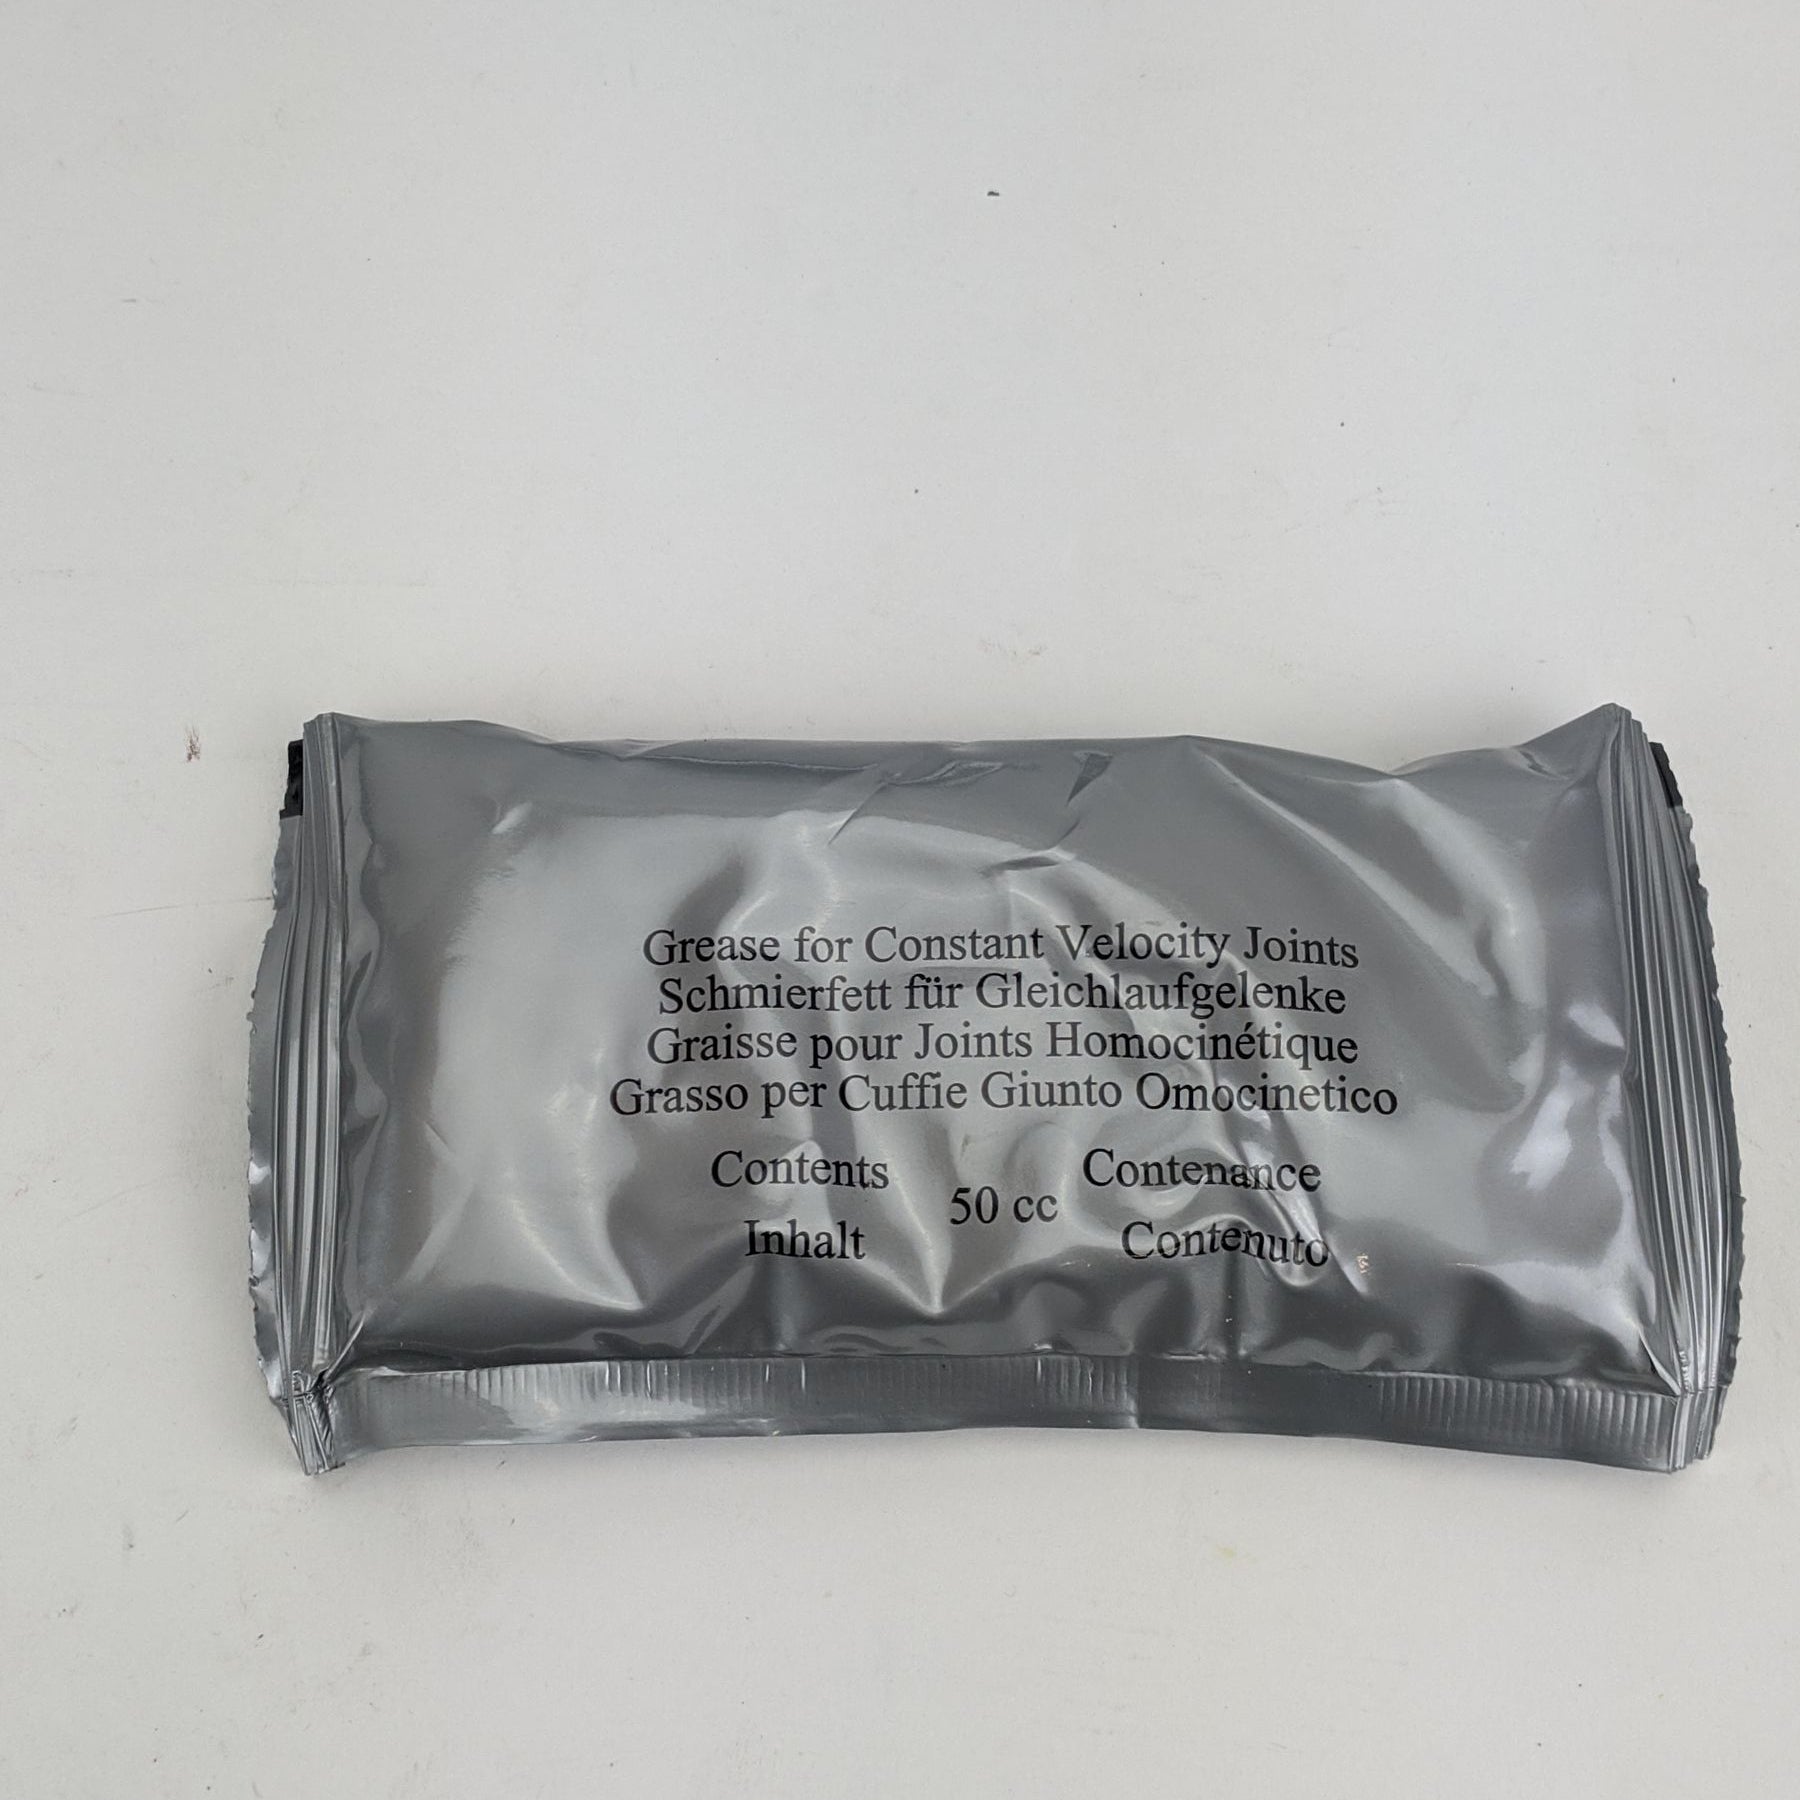 Grease for Constant Velocity Joints
Schmierfett für Gleichlaufgelenke
Graisse pour Joints Homocinétique
Grasso per Cuffie Giunto Omocinetico
Contents 50 cc Contenance
Inhalt Contenuto